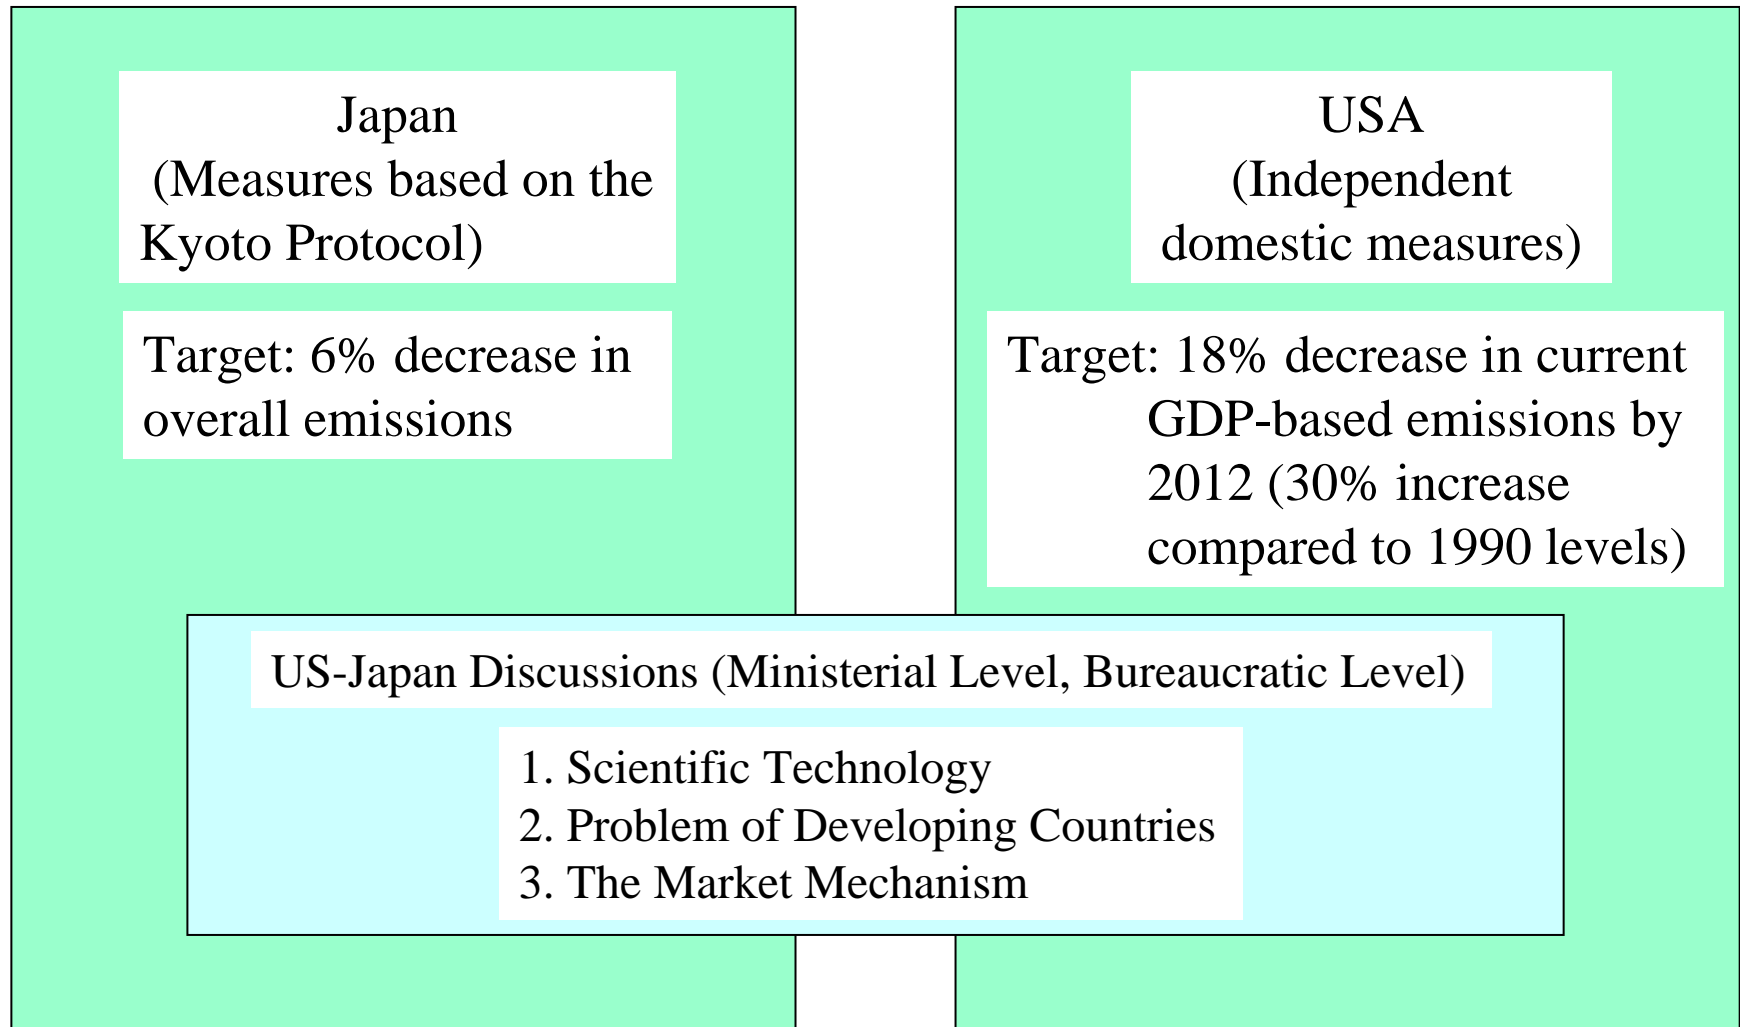 Japan
(Measures based on the
Kyoto Protocol)
Target: 6% decrease in
overall emissions
USA
(Independent
domestic measures)
Target: 18% decrease in current
GDP-based emissions by
2012 (30% increase
compared to 1990 levels)
US-Japan Discussions (Ministerial Level, Bureaucratic Level)
1. Scientific Technology
2. Problem of Developing Countries
3. The Market Mechanism